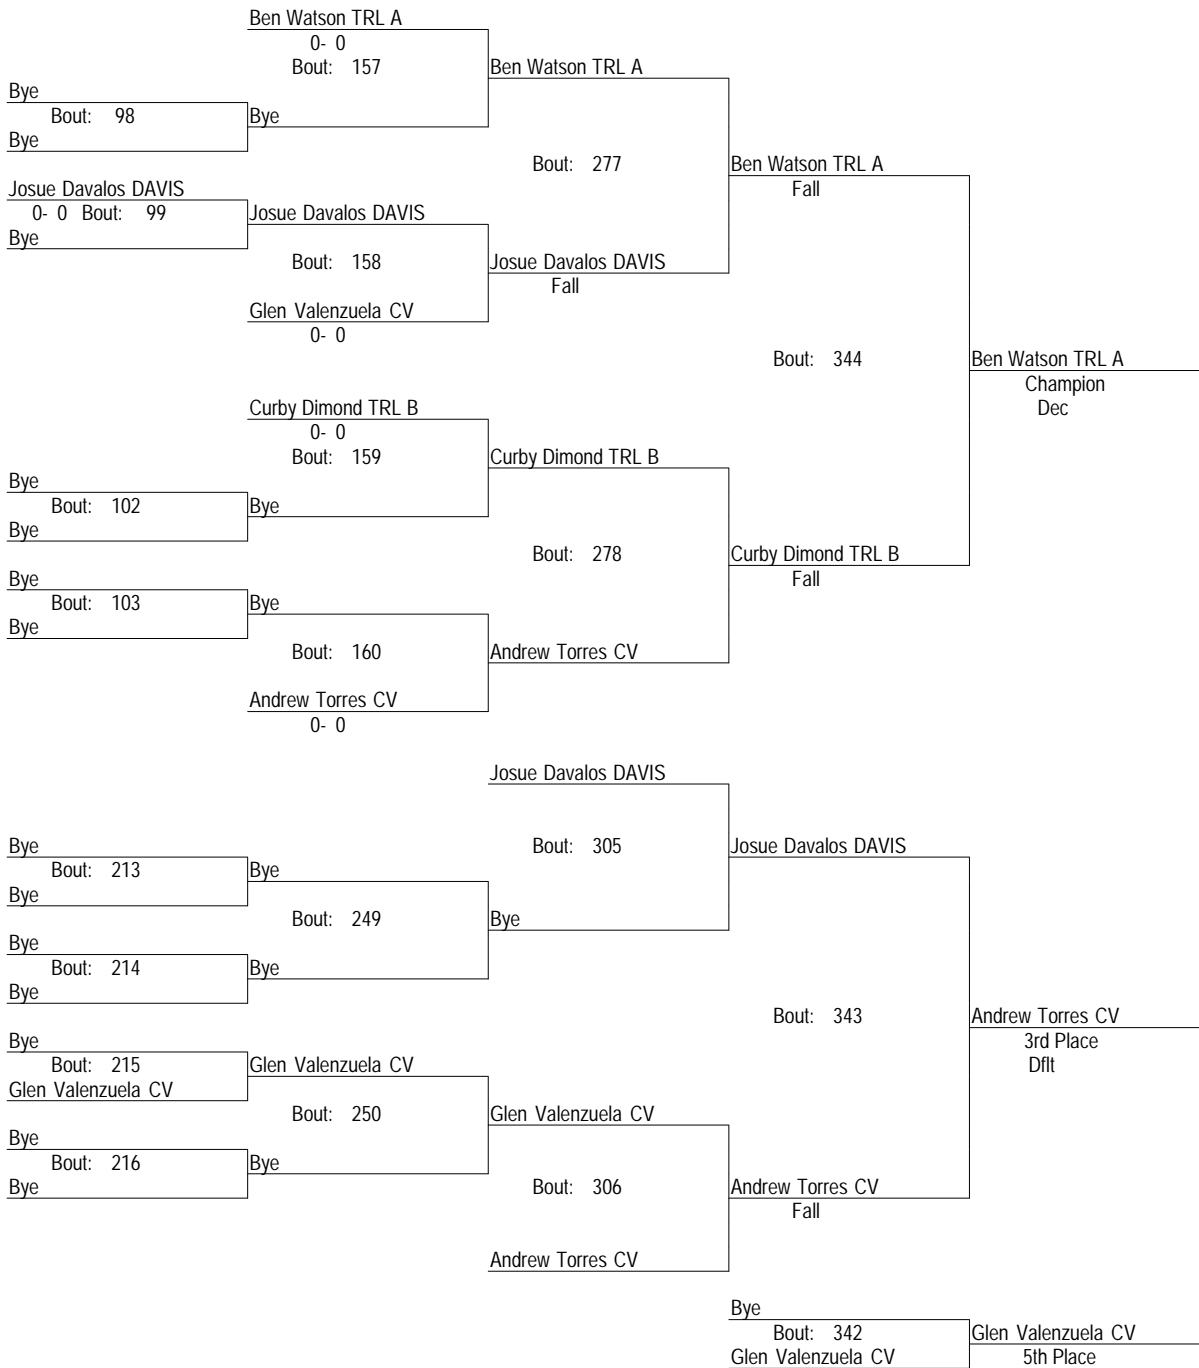 Ben Watson TRL A
0- 0
Bout: 157
Ben Watson TRL A
Bye
Bout: 98
Bye
Bye
Bout: 277
Ben Watson TRL A
Fall
Josue Davalos DAVIS
0- 0 Bout: 99
Josue Davalos DAVIS
Bye
Bout: 158
Josue Davalos DAVIS
Fall
Glen Valenzuela CV
0- 0
Bout: 344
Ben Watson TRL A
Champion
Dec
Curby Dimond TRL B
0- 0
Bout: 159
Curby Dimond TRL B
Bye
Bout: 102
Bye
Bye
Bout: 278
Curby Dimond TRL B
Fall
Bye
Bout: 103
Bye
Bye
Bout: 160
Andrew Torres CV
Andrew Torres CV
0- 0
Josue Davalos DAVIS
Bout: 305
Josue Davalos DAVIS
Bye
Bout: 213
Bye
Bye
Bout: 249
Bye
Bye
Bout: 214
Bye
Bye
Bout: 343
Andrew Torres CV
3rd Place
Dflt
Bye
Bout: 215
Glen Valenzuela CV
Glen Valenzuela CV
Bout: 250
Glen Valenzuela CV
Bye
Bout: 216
Bye
Bye
Bout: 306
Andrew Torres CV
Fall
Andrew Torres CV
Bye
Bout: 342
Glen Valenzuela CV
Glen Valenzuela CV
5th Place